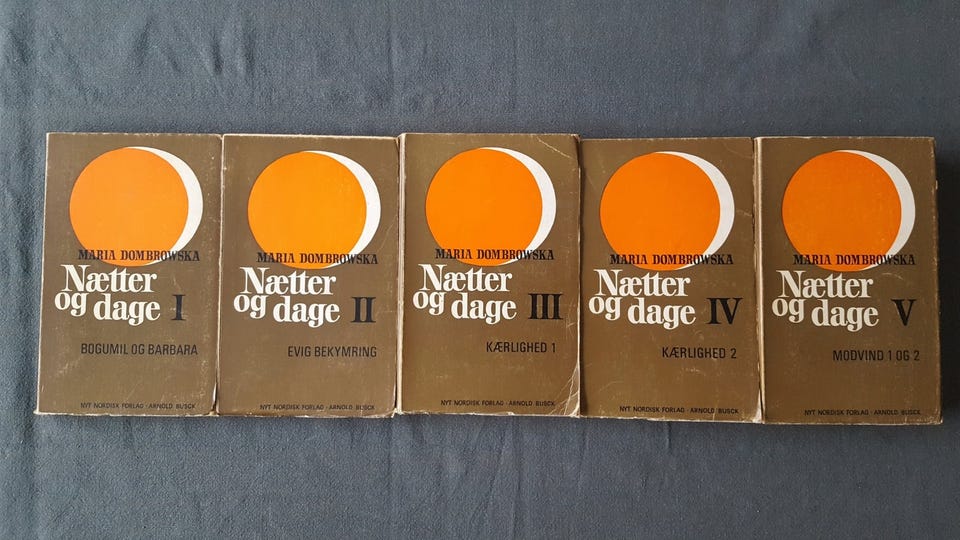 MARIA DOMBROWSKA
Nætter
og dage I
BOGUMIL OG BARBARA
NYT NORDISK FORLAG · ARNOLD BUSCK
MARIA DOMBROWSKA
Nætter
og dage II
EVIG BEKYMRING
NYT NORDISK FORLAG · ARNOLD BUSCK
MARIA DOMBROWSKA
Nætter
og dage III
KÆRLIGHED 1
NYT NORDISK FORLAG · ARNOLD BUSCK
MARIA DOMBROWSKA
Nætter
og dage IV
KÆRLIGHED 2
NYT NORDISK FORLAG · ARNOLD BUSCK
MARIA DOMBROWSKA
Nætter
og dage V
MODVIND 1 OG 2
NYT NORDISK FORLAG · ARNOLD BUSCK